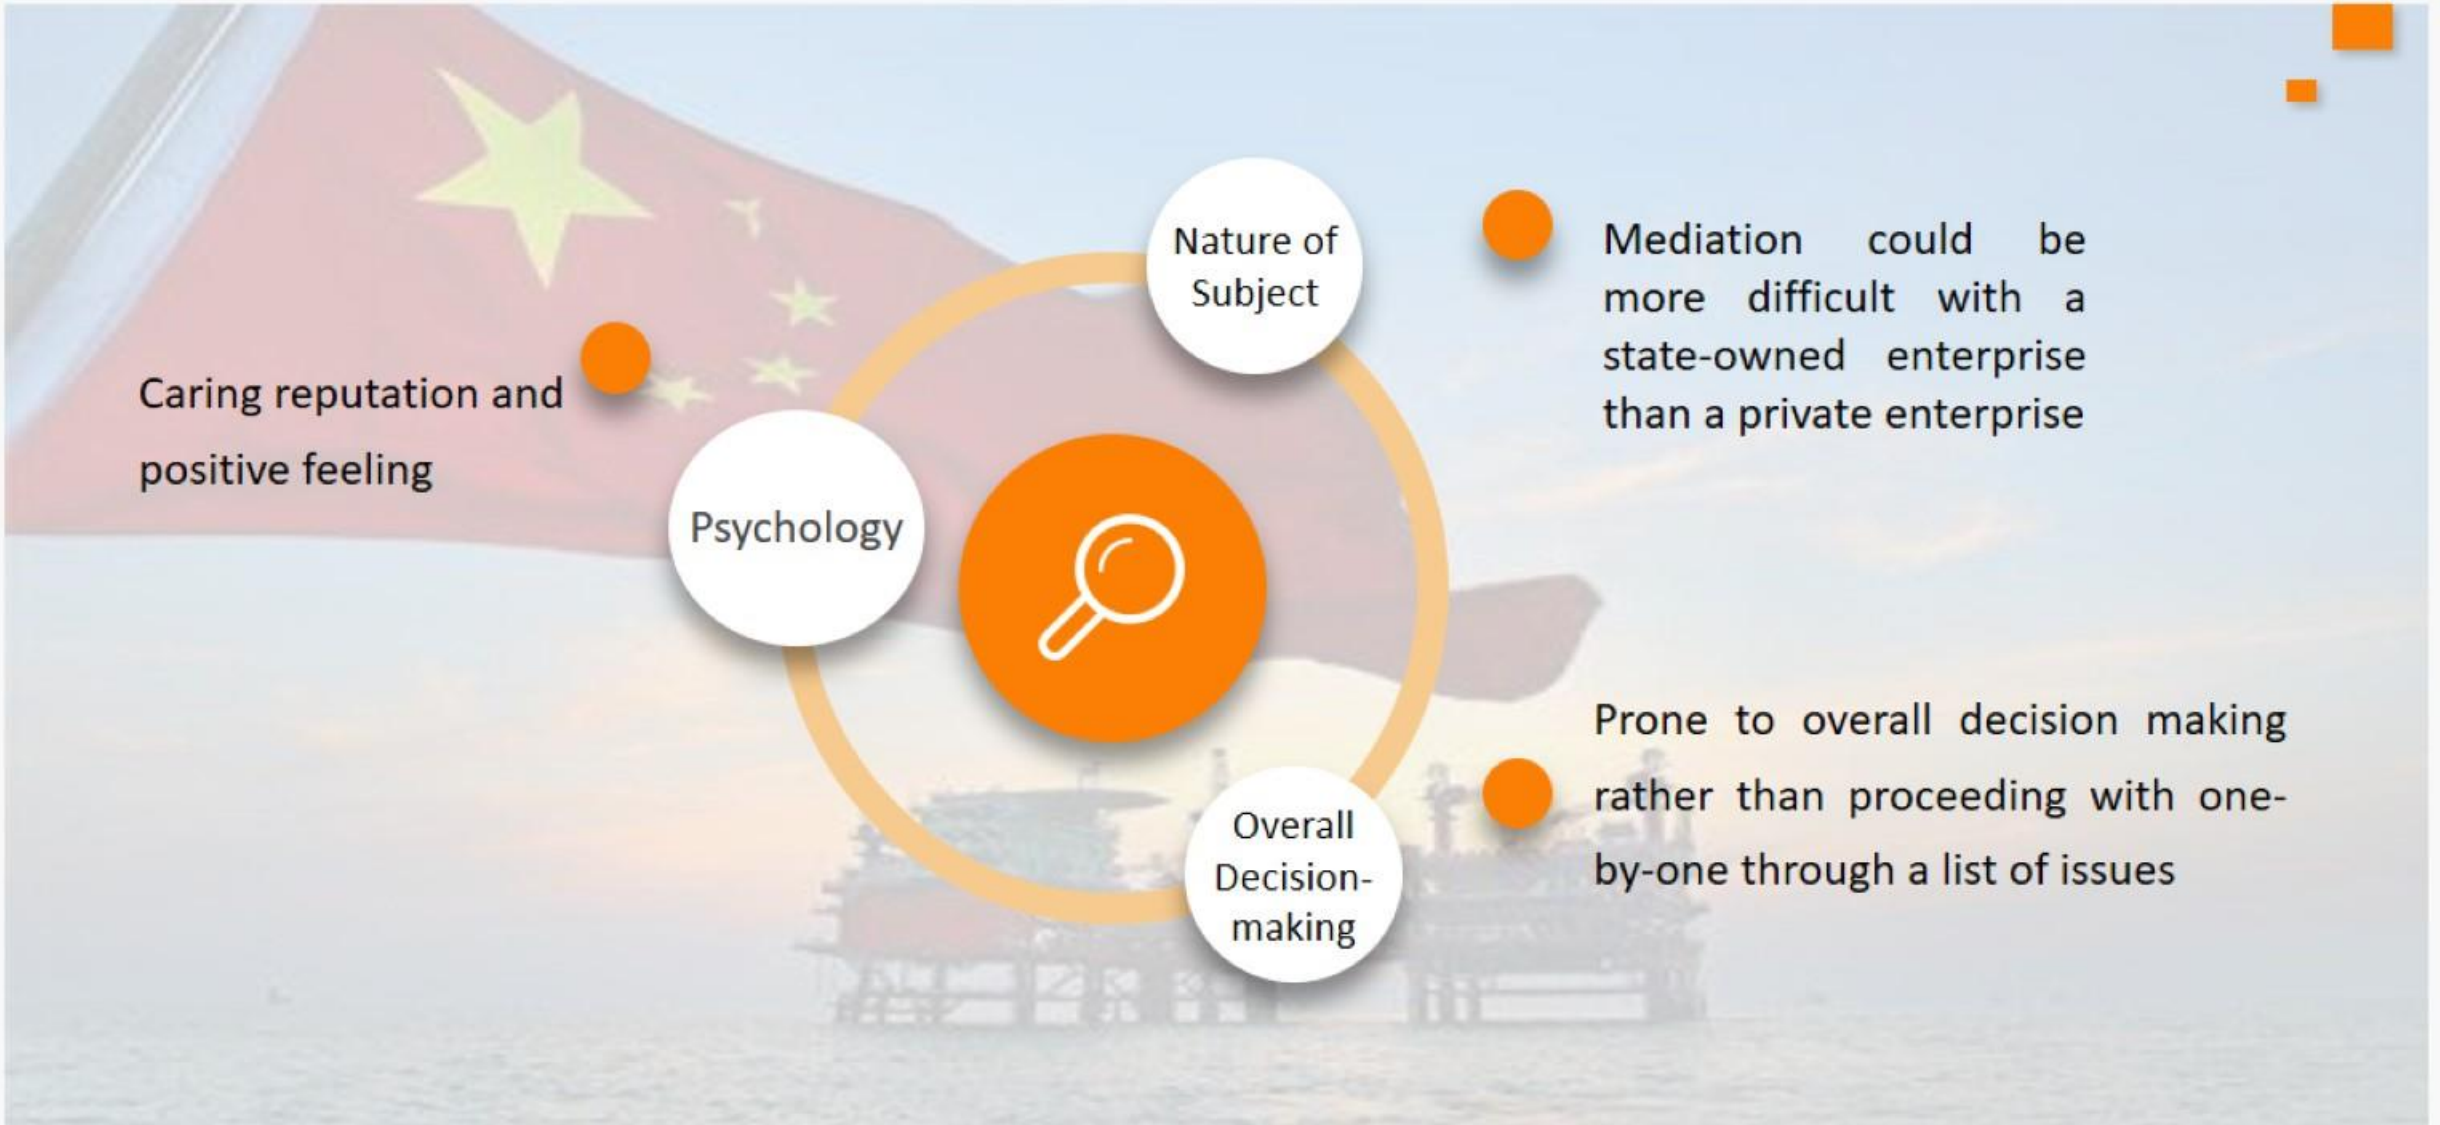 Nature of
Subject
Mediation could be
more difficult with a
state-owned enterprise
than a private enterprise
Caring reputation and
positive feeling
Psychology
Prone to overall decision making
rather than proceeding with one-
by-one through a list of issues
Overall
Decision-
making